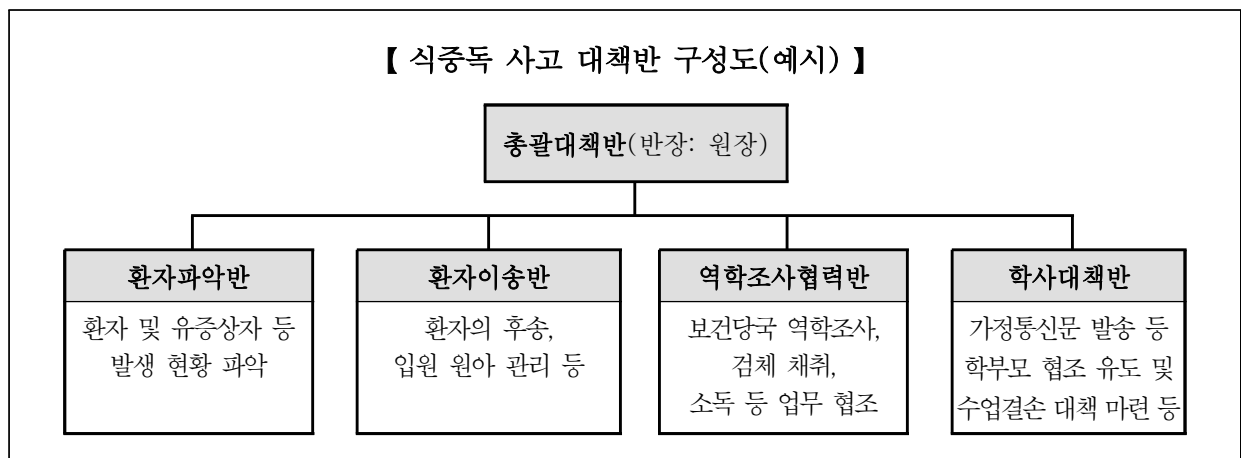 【 식중독 사고 대책반 구성도(예시) 】
총괄대책반(반장: 원장)
환자파악반
환자 및 유증상자 등
발생 현황 파악
환자이송반
환자의 후송,
입원 원아 관리 등
역학조사협력반
보건당국 역학조사,
검체 채취,
소독 등 업무 협조
학사대책반
가정통신문 발송 등
학부모 협조 유도 및
수업결손 대책 마련 등